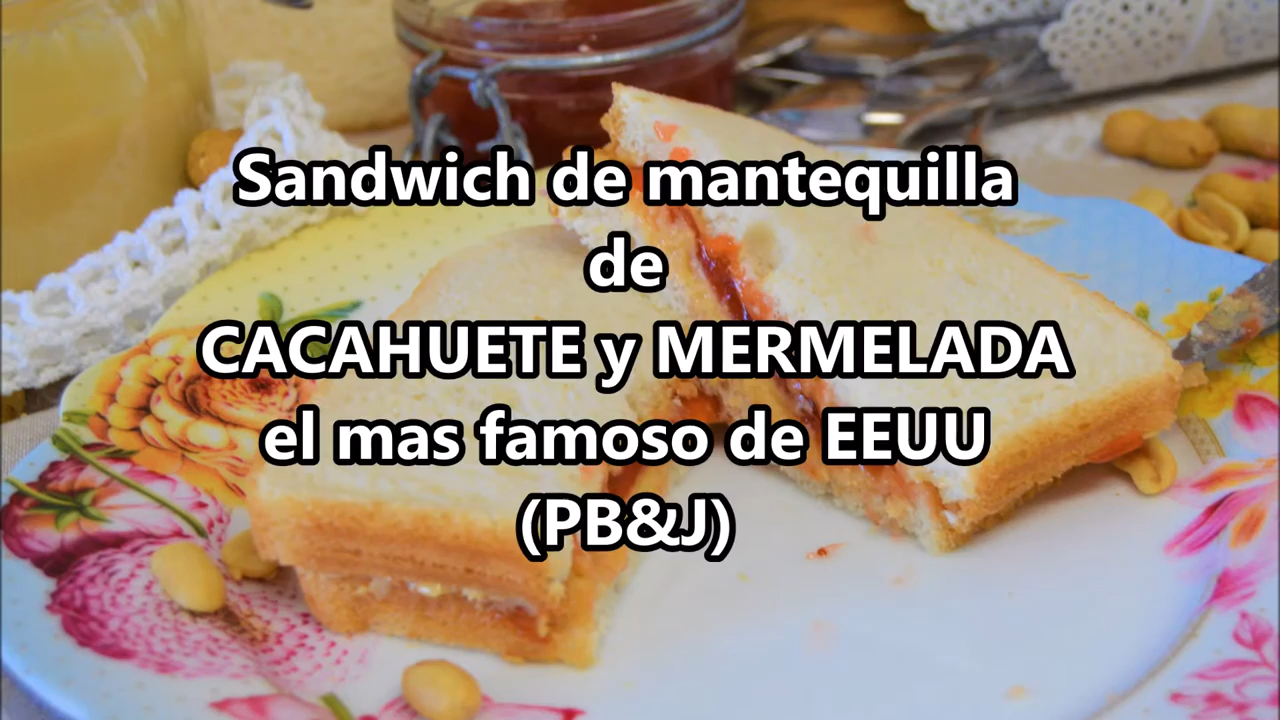 Sandwich de mantequilla
de
CACAHUETE y MERMELADA
el mas famoso de EEUU
(PB&J)